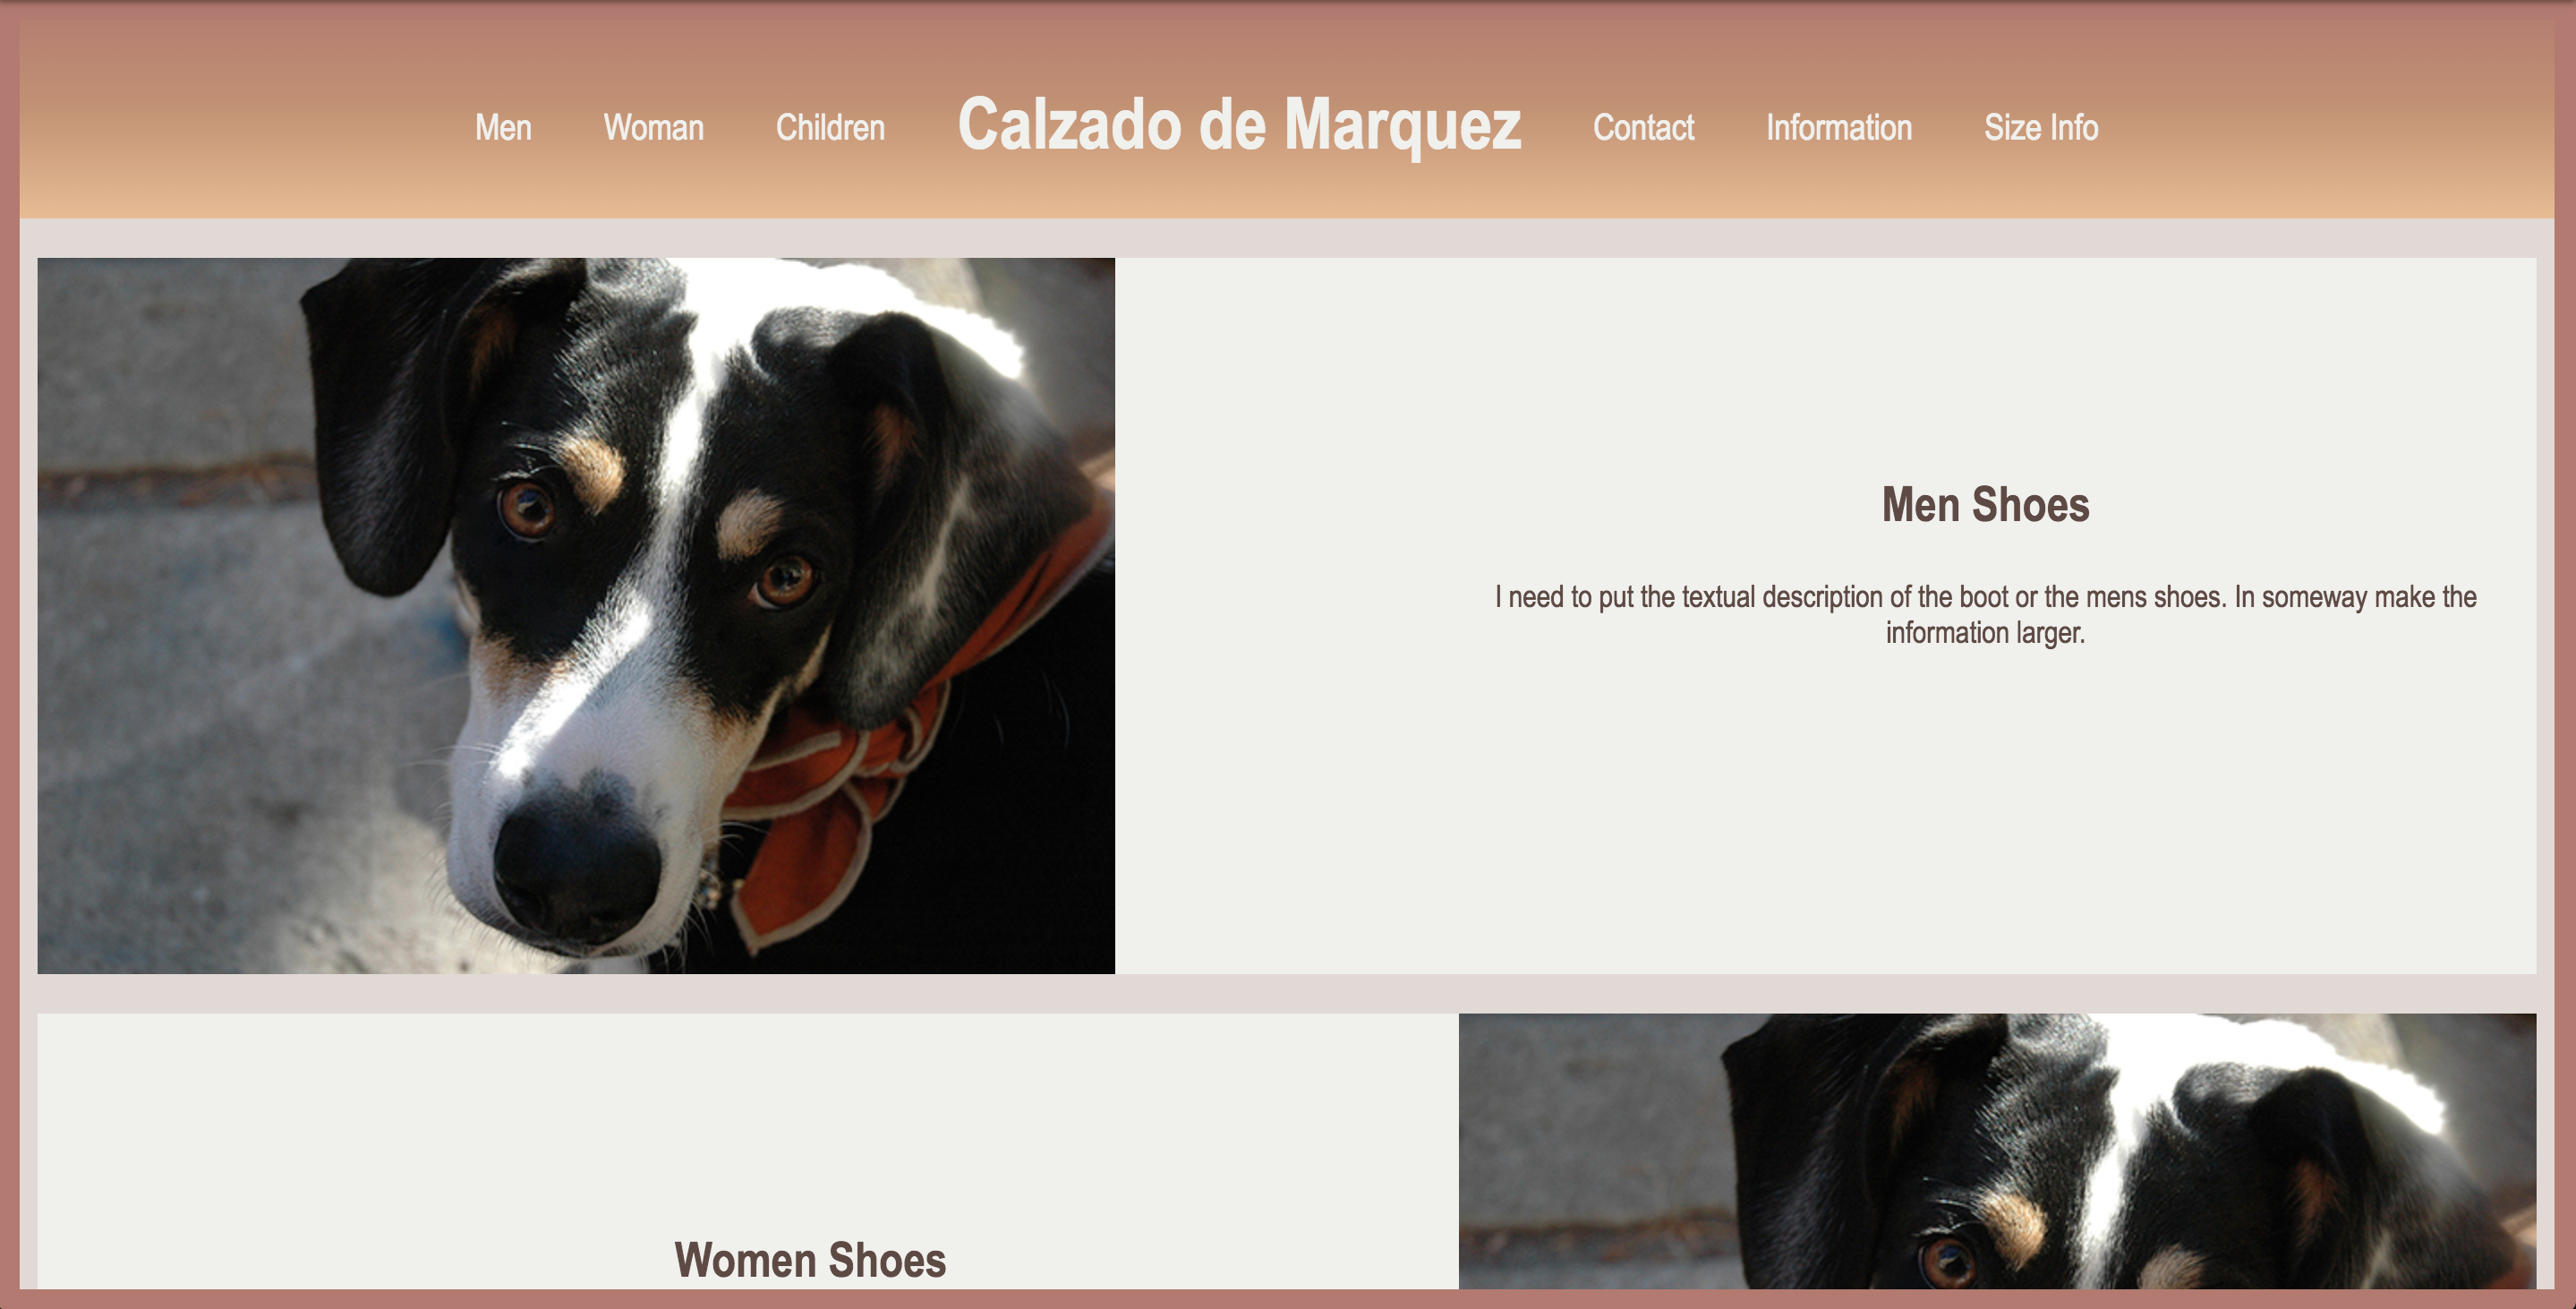 Men Woman Children Calzado de Marquez Contact Information Size Info
Men Shoes
I need to put the textual description of the boot or the mens shoes. In someway make the
information larger.
Women Shoes